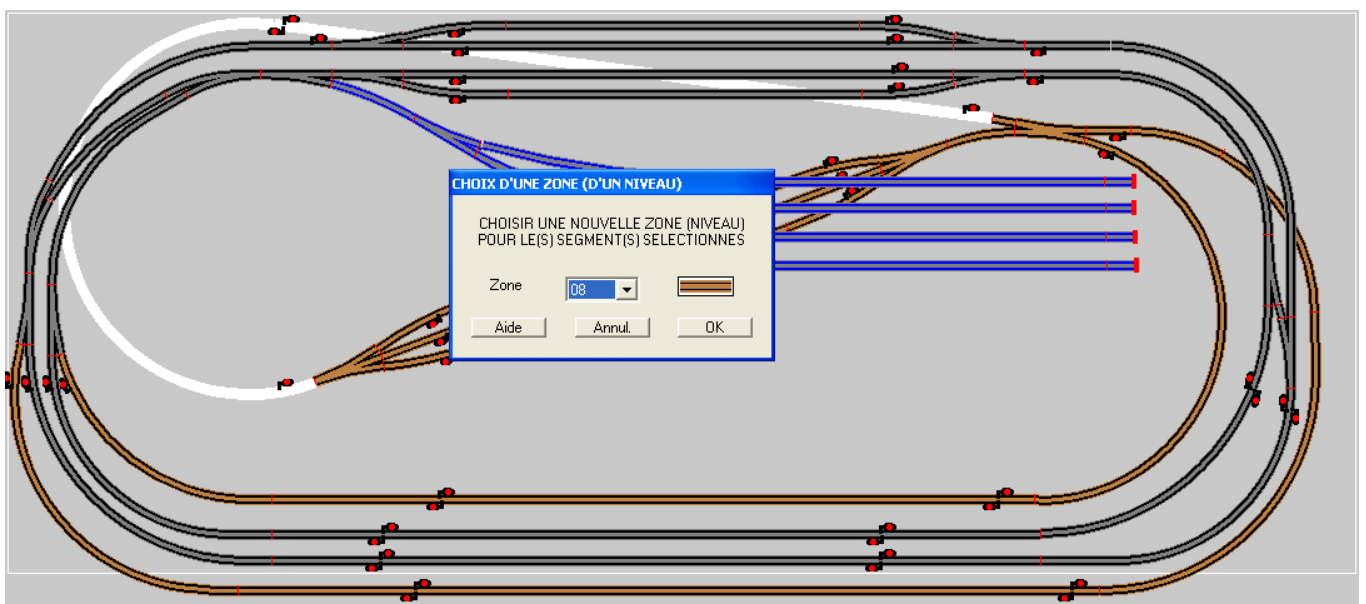 CHOIX D'UNE ZONE (D'UN NIVEAU)
CHOISIR UNE NOUVELLE ZONE (NIVEAU)
POUR LE(S) SEGMENT(S) SELECTIONNES
Zone 08
Aide Annul. OK